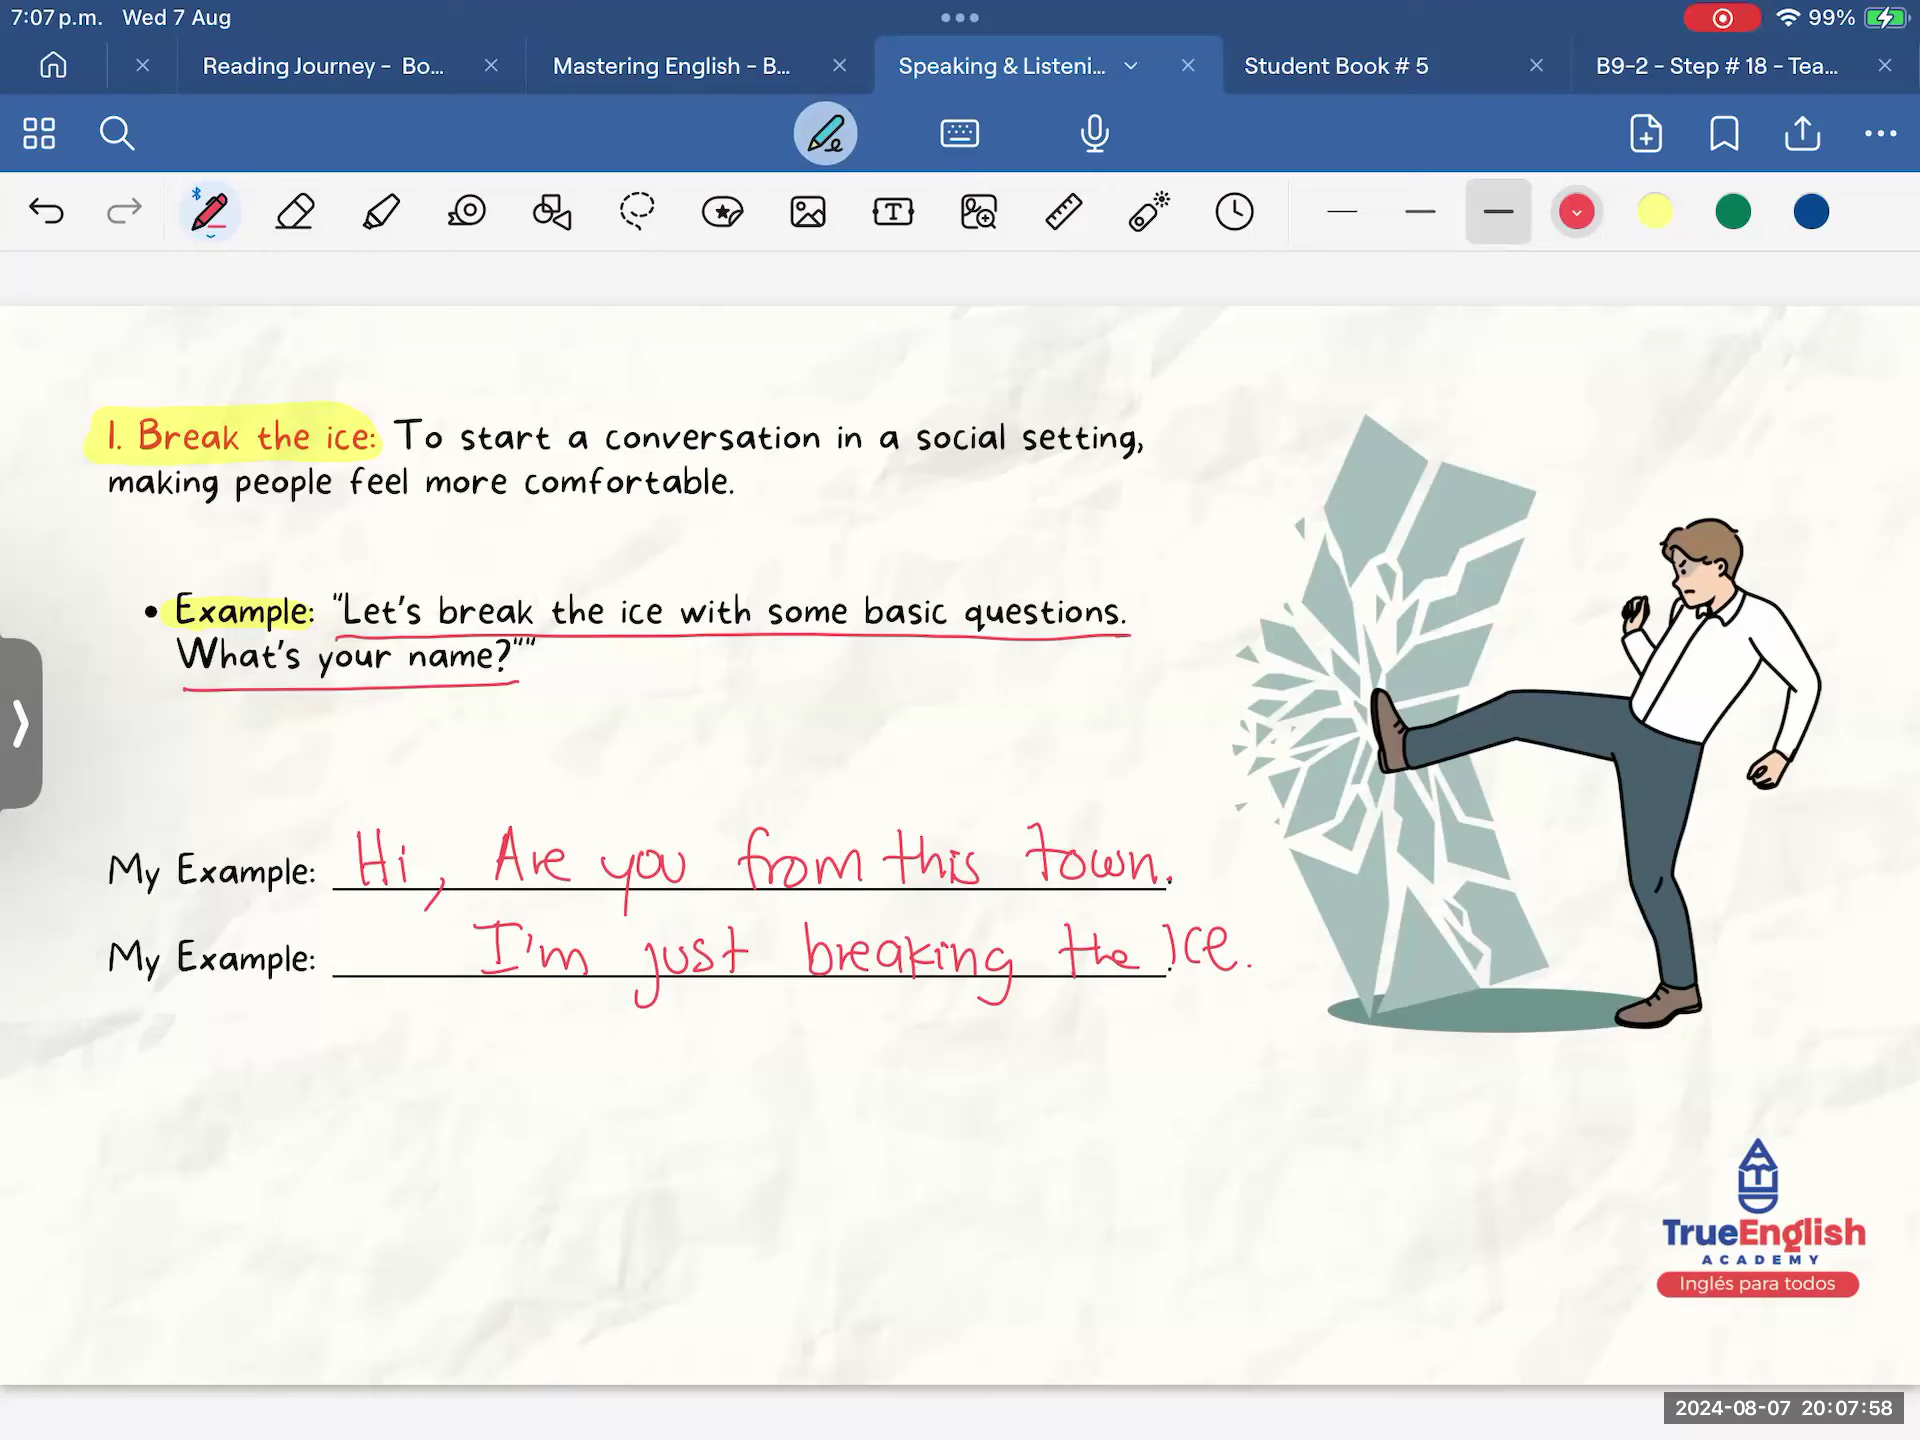 7:07 p.m. Wed 7 Aug
99%
Reading Journey - Bo...
Mastering English - B...
Speaking & Listeni...
Student Book # 5
B9-2 - Step # 18 - Tea...
1. Break the ice: To start a conversation in a social setting,
making people feel more comfortable.
• Example: "Let's break the ice with some basic questions.
What's your name?""
My Example: Hi, Are you from this town.
My Example: I'm just breaking the ice.
TrueEnglish
ACADEMY
Inglés para todos
2024-08-07 20:07:58